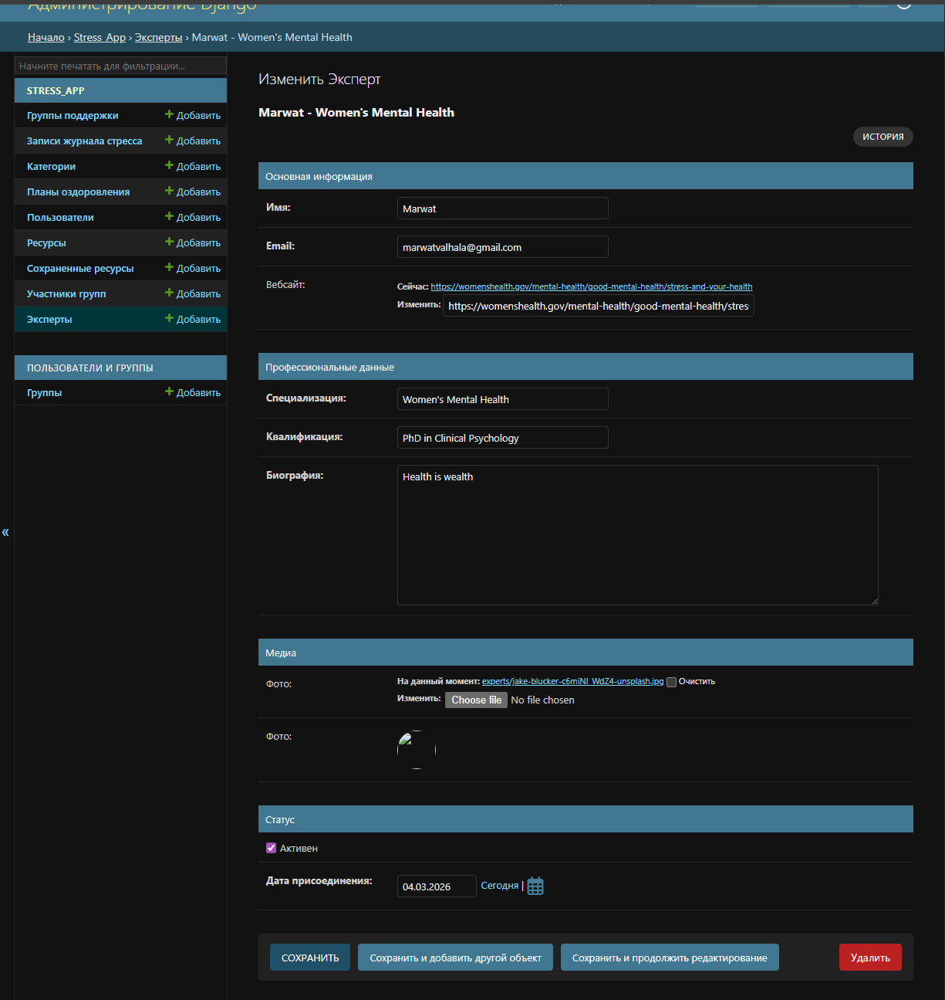 Администрирование Django
Начало › Stress_App › Эксперты › Marwat - Women's Mental Health
Начните печатать для фильтрации...
STRESS_APP
Группы поддержки + Добавить
Записи журнала стресса + Добавить
Категории + Добавить
Планы оздоровления + Добавить
Пользователи + Добавить
Ресурсы + Добавить
Сохраненные ресурсы + Добавить
Участники групп + Добавить
Эксперты + Добавить
ПОЛЬЗОВАТЕЛИ И ГРУППЫ
Группы + Добавить
«
Изменить Эксперт
Marwat - Women's Mental Health
ИСТОРИЯ
Основная информация
Имя: Marwat
Email: marwatvalhala@gmail.com
Вебсайт: Сейчас: https://womenshealth.gov/mental-health/good-mental-health/stress-and-your-health
Изменить: https://womenshealth.gov/mental-health/good-mental-health/stres
Профессиональные данные
Специализация: Women's Mental Health
Квалификация: PhD in Clinical Psychology
Биография: Health is wealth
Медиа
Фото: На данный момент: experts/jake-blucker-c6miNI_WdZ4-unsplash.jpg Очистить
Изменить: Choose file No file chosen
Фото:
Статус
Активен
Дата присоединения: 04.03.2026 Сегодня |
СОХРАНИТЬ Сохранить и добавить другой объект Сохранить и продолжить редактирование Удалить